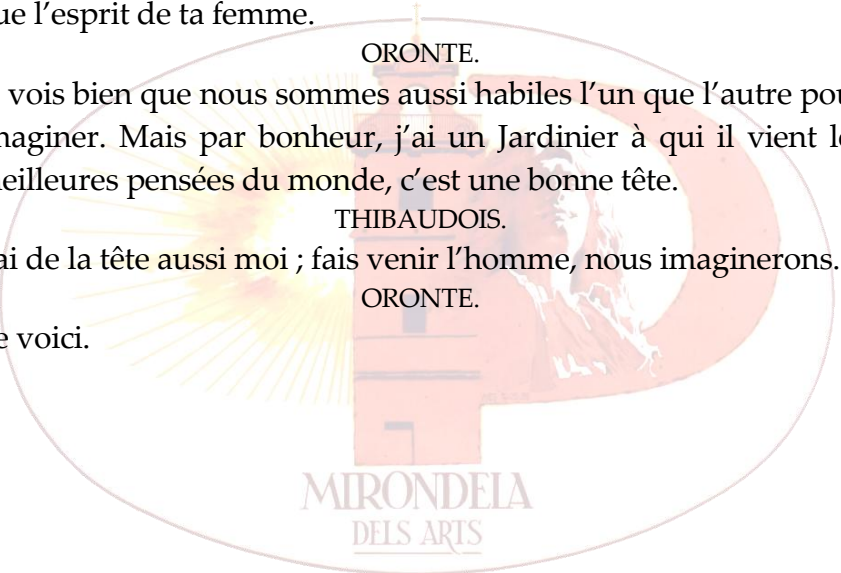 ue l'esprit de ta femme.
ORONTE.
vois bien que nous sommes aussi habiles l'un que l'autre pou
maginer. Mais par bonheur, j'ai un Jardinier à qui il vient le
eilleures pensées du monde, c'est une bonne tête.
THIBAUDOIS.
ai de la tête aussi moi ; fais venir l'homme, nous imaginerons.
ORONTE.
e voici.
MIRONDELA
DELS ARTS